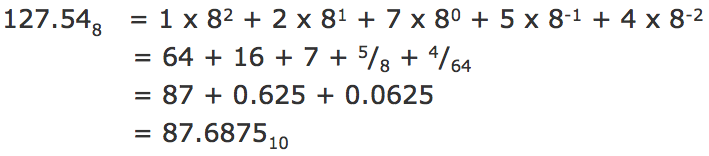 127.54₈ = 1 x 8² + 2 x 8¹ + 7 x 8⁰ + 5 x 8⁻¹ + 4 x 8⁻²
= 64 + 16 + 7 + ⁵/₈ + ⁴/₆₄
= 87 + 0.625 + 0.0625
= 87.6875₁₀